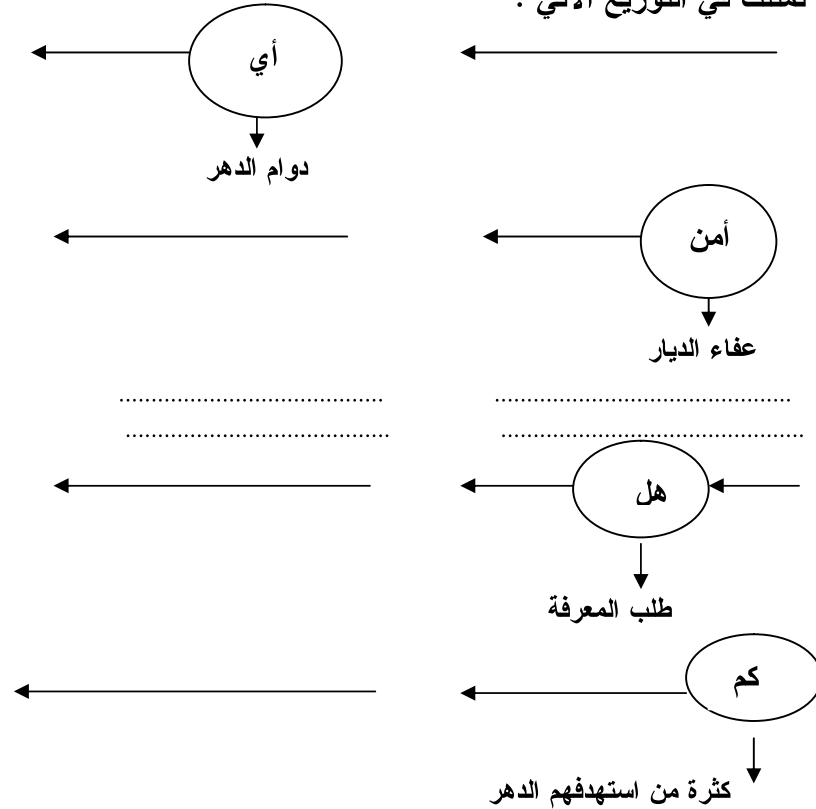 تمثلت في التوزيع الآتي :
أي
دوام الدهر
أمن
عفاء الديار
........................................ ........................................
........................................ ........................................
هل
طلب المعرفة
كم
كثرة من استهدفهم الدهر